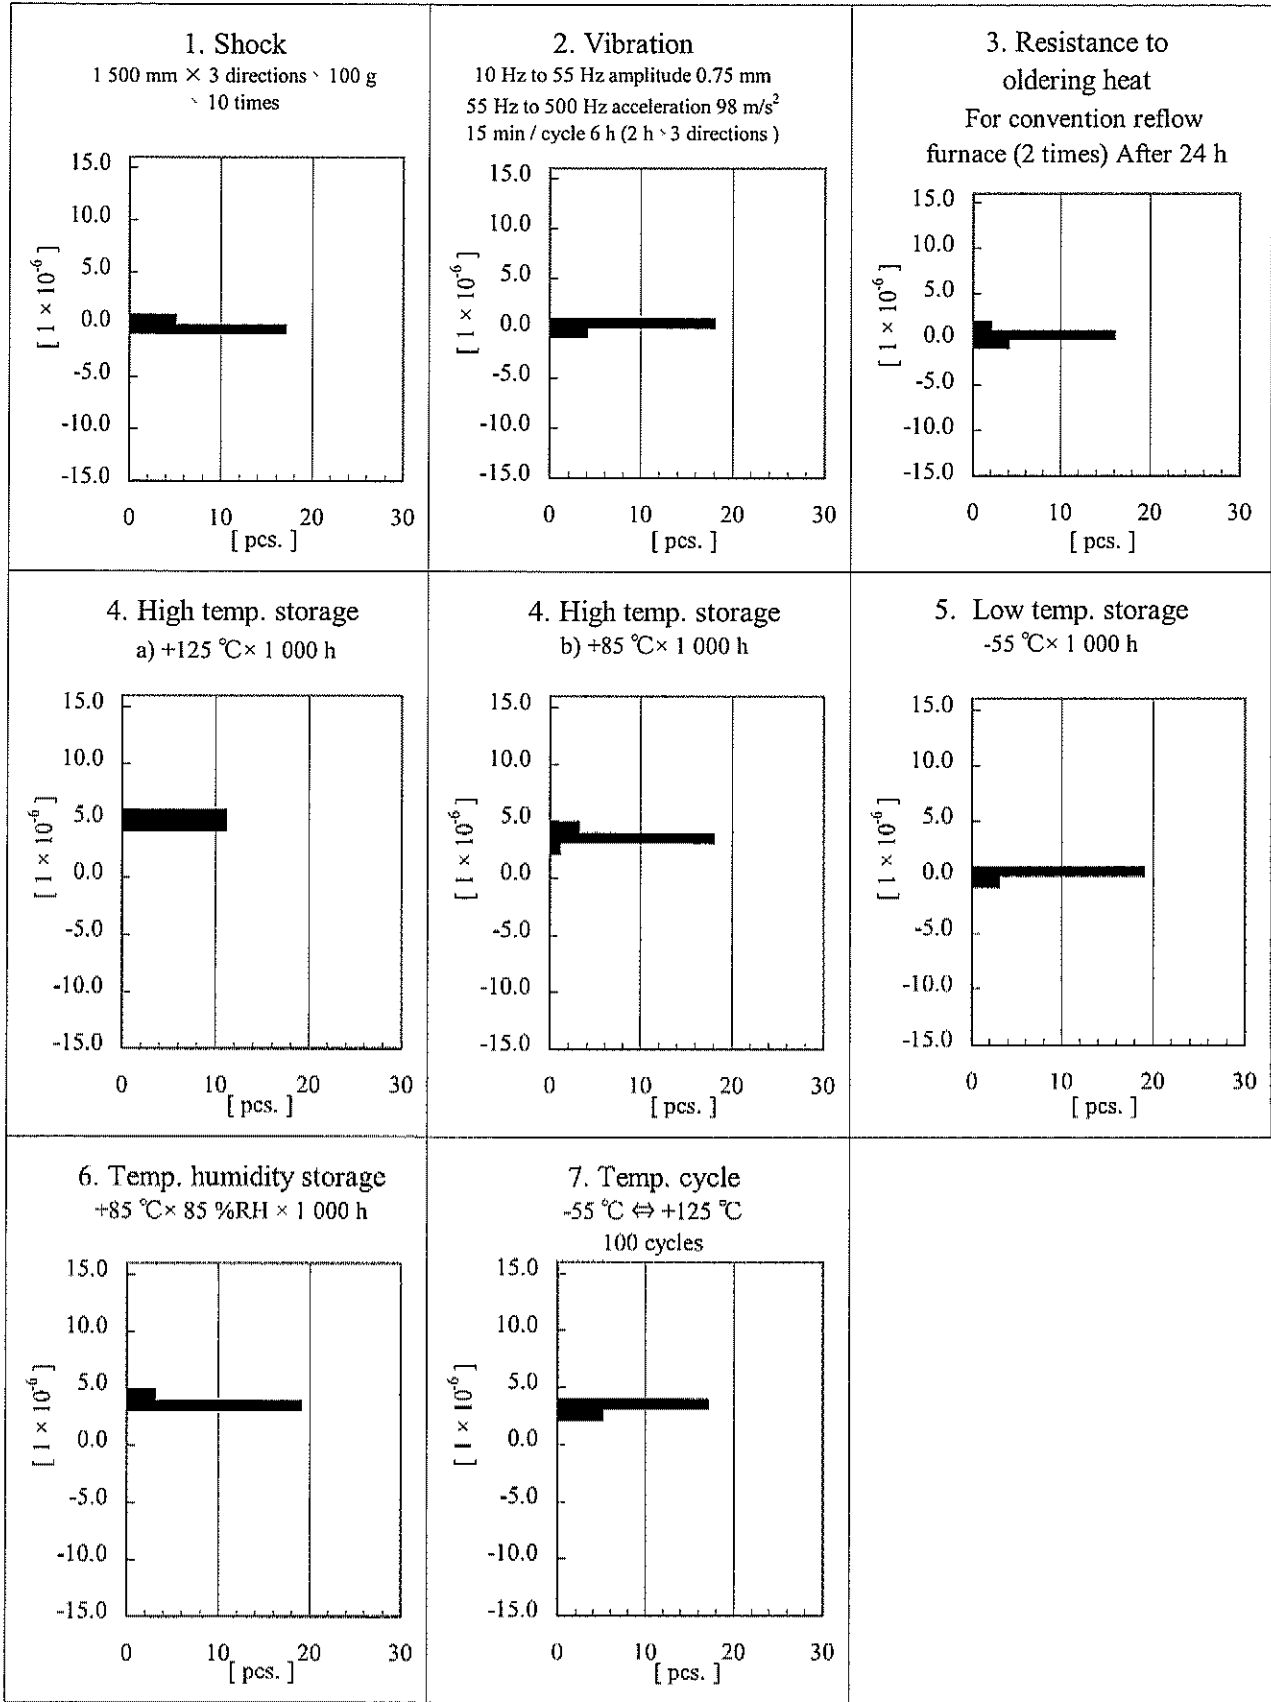 1. Shock
1 500 mm × 3 directions、100 g
、10 times
15.0
10.0
5.0
0.0
-5.0
-10.0
-15.0
[ 1 × 10⁻⁶ ]
0 10 20 30
[ pcs. ]
2. Vibration
10 Hz to 55 Hz amplitude 0.75 mm
55 Hz to 500 Hz acceleration 98 m/s²
15 min / cycle 6 h (2 h、3 directions )
15.0
10.0
5.0
0.0
-5.0
-10.0
-15.0
[ 1 × 10⁻⁶ ]
0 10 20 30
[ pcs. ]
3. Resistance to
oldering heat
For convention reflow
furnace (2 times) After 24 h
15.0
10.0
5.0
0.0
-5.0
-10.0
-15.0
[ 1 × 10⁻⁶ ]
0 10 20 30
[ pcs. ]
4. High temp. storage
a) +125 ℃× 1 000 h
15.0
10.0
5.0
0.0
-5.0
-10.0
-15.0
[ 1 × 10⁻⁶ ]
0 10 20 30
[ pcs. ]
4. High temp. storage
b) +85 ℃× 1 000 h
15.0
10.0
5.0
0.0
-5.0
-10.0
-15.0
[ 1 × 10⁻⁶ ]
0 10 20 30
[ pcs. ]
5. Low temp. storage
-55 ℃× 1 000 h
15.0
10.0
5.0
0.0
-5.0
-10.0
-15.0
[ 1 × 10⁻⁶ ]
0 10 20 30
[ pcs. ]
6. Temp. humidity storage
+85 ℃× 85 %RH × 1 000 h
15.0
10.0
5.0
0.0
-5.0
-10.0
-15.0
[ 1 × 10⁻⁶ ]
0 10 20 30
[ pcs. ]
7. Temp. cycle
-55 ℃ ⇔ +125 ℃
100 cycles
15.0
10.0
5.0
0.0
-5.0
-10.0
-15.0
[ 1 × 10⁻⁶ ]
0 10 20 30
[ pcs. ]